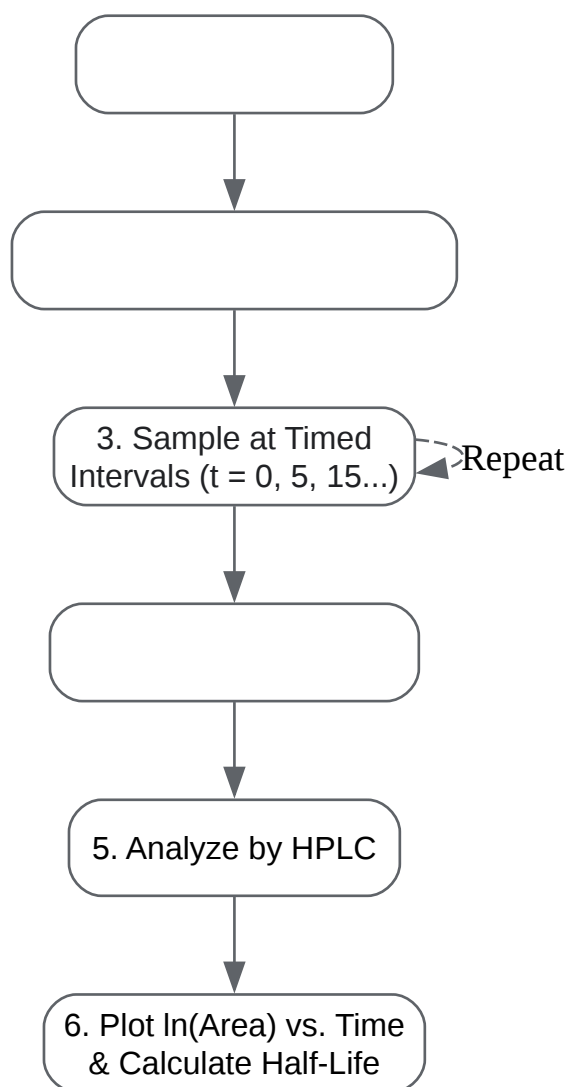 3. Sample at Timed
Intervals (t = 0, 5, 15...)
Repeat
5. Analyze by HPLC
6. Plot ln(Area) vs. Time
& Calculate Half-Life